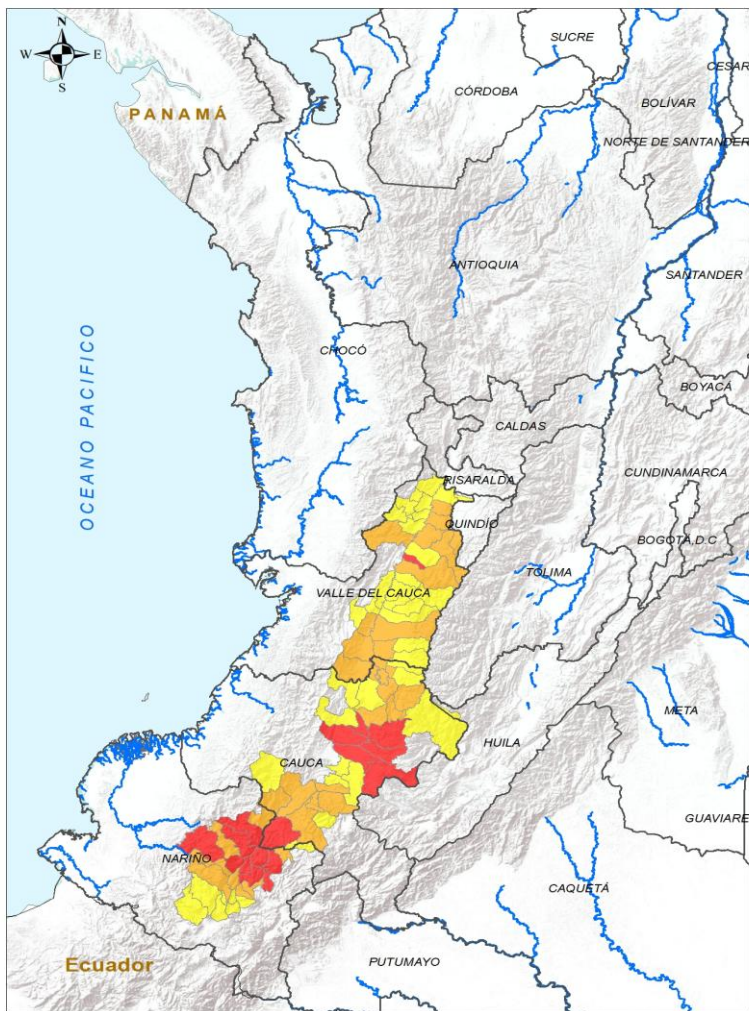 N
W E
S
SUCRE
CESAR
CÓRDOBA
BOLÍVAR
PANAMÁ
NORTE DE SANTANDER
ANTIOQUIA
SANTANDER
OCEANO PACIFICO
CHOCÓ
BOYACÁ
CALDAS
CUNDINAMARCA
RISARALDA
QUINDÍO
BOGOTÁ,D.C
TOLIMA
VALLE DEL CAUCA
META
HUILA
CAUCA
GUAVIARE
NARIÑO
CAQUETÁ
Ecuador
PUTUMAYO